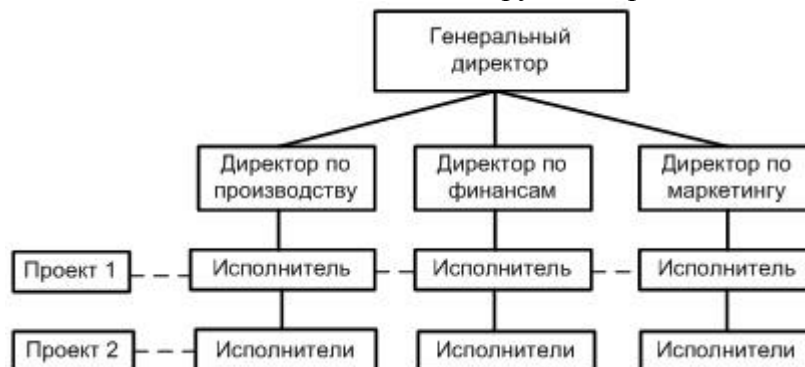 Генеральный
директор
Директор по
производству
Директор по
финансам
Директор по
маркетингу
Проект 1
Исполнитель
Исполнитель
Исполнитель
Проект 2
Исполнители
Исполнители
Исполнители